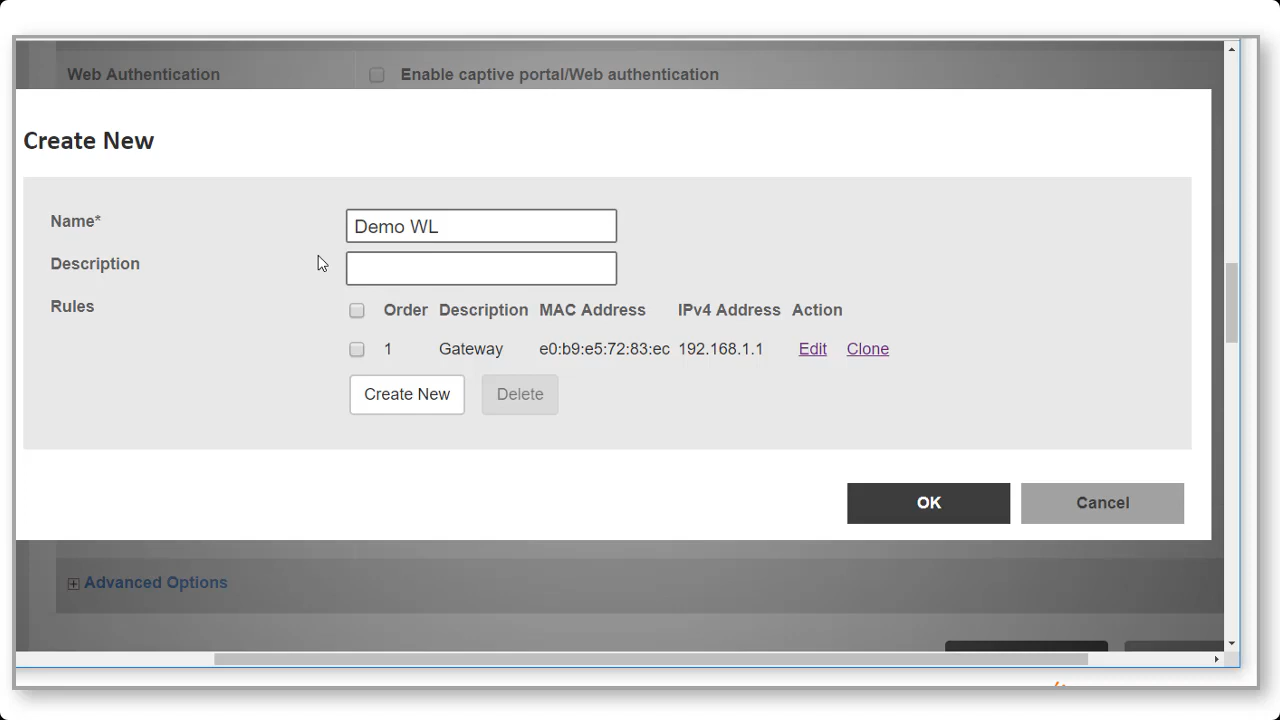 Web Authentication Enable captive portal/Web authentication
Create New
Name* Demo WL
Description
Rules Order Description MAC Address IPv4 Address Action
1 Gateway e0:b9:e5:72:83:ec 192.168.1.1 Edit Clone
Create New Delete
OK Cancel
Advanced Options